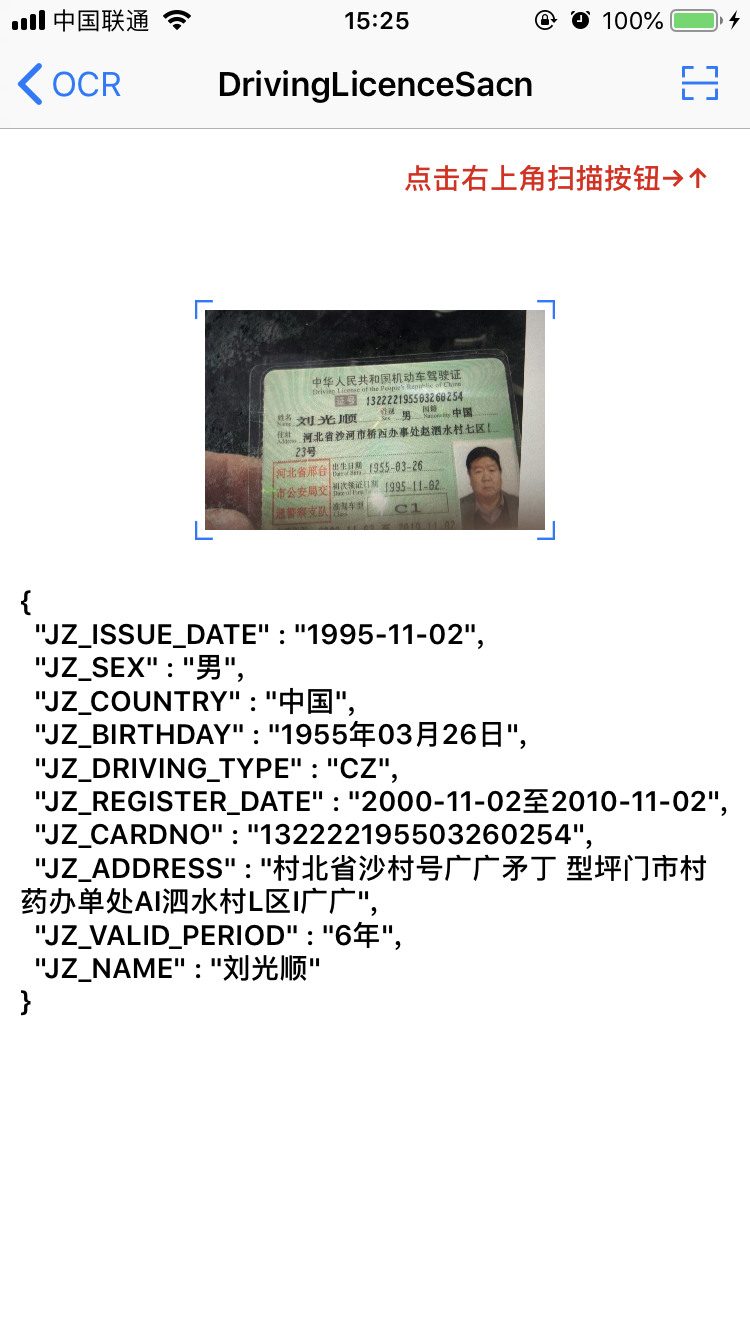 中国联通 15:25 100%
OCR DrivingLicenceSacn
点击右上角扫描按钮→↑
中华人民共和国机动车驾驶证
Driving License of the People's Republic of China
证号 132222195503260254
姓名 刘光顺 性别 男 国籍 中国
Name Sex Nationality
住址 河北省沙河市桥西办事处赵泗水村七区1
Address
23号
河北省邢台 出生日期 1955-03-26
Date of Birth
市公安局交 初次领证日期 1995-11-02
通警察支队 准驾车型 C1
Class
{
"JZ_ISSUE_DATE" : "1995-11-02",
"JZ_SEX" : "男",
"JZ_COUNTRY" : "中国",
"JZ_BIRTHDAY" : "1955年03月26日",
"JZ_DRIVING_TYPE" : "CZ",
"JZ_REGISTER_DATE" : "2000-11-02至2010-11-02",
"JZ_CARDNO" : "132222195503260254",
"JZ_ADDRESS" : "村北省沙村号广广矛丁 型坪门市村
药办单处AI泗水村L区I广广",
"JZ_VALID_PERIOD" : "6年",
"JZ_NAME" : "刘光顺"
}